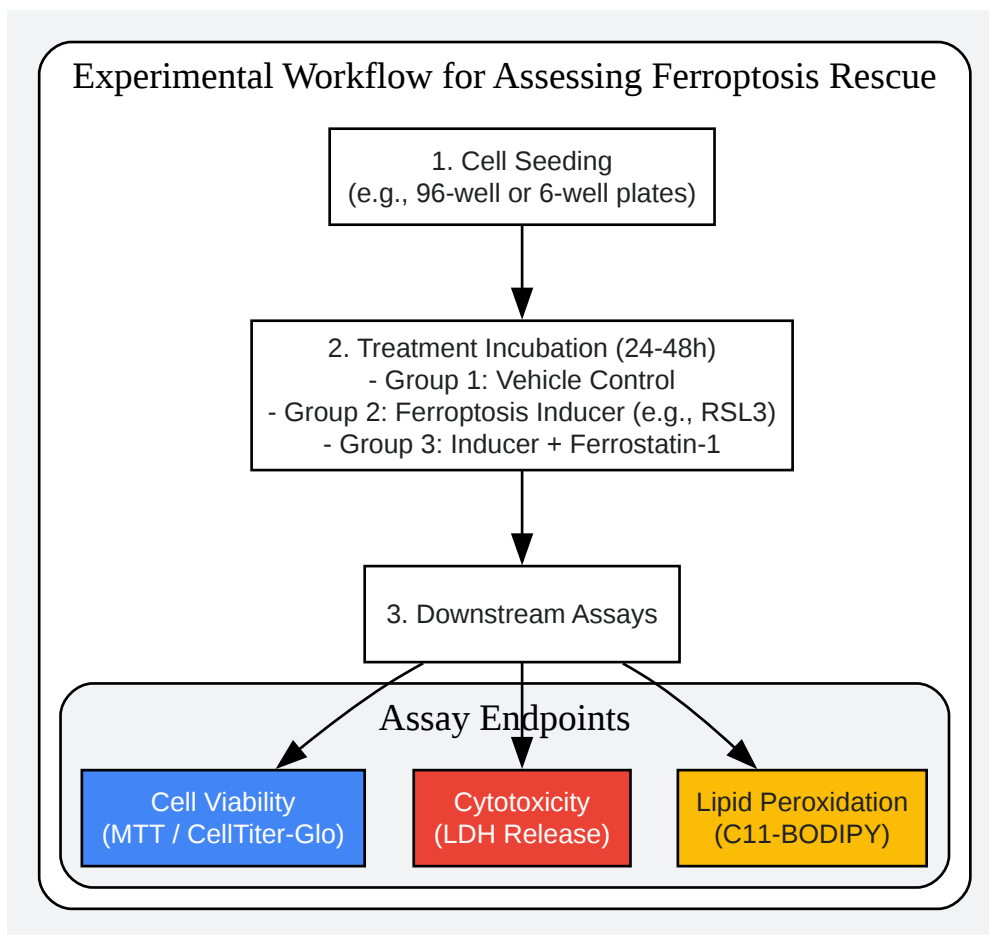 Experimental Workflow for Assessing Ferroptosis Rescue
1. Cell Seeding
(e.g., 96-well or 6-well plates)
2. Treatment Incubation (24-48h)
- Group 1: Vehicle Control
- Group 2: Ferroptosis Inducer (e.g., RSL3)
- Group 3: Inducer + Ferrostatin-1
3. Downstream Assays
Assay Endpoints
Cell Viability
(MTT / CellTiter-Glo)
Cytotoxicity
(LDH Release)
Lipid Peroxidation
(C11-BODIPY)